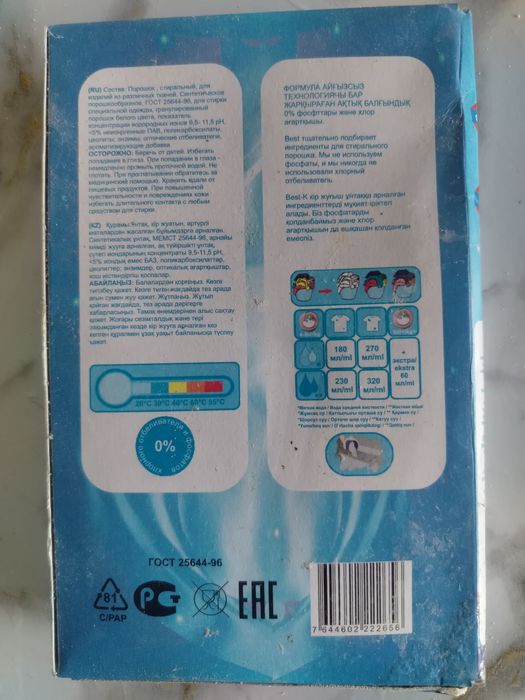 (RU) Состав: Порошок , стиральный, для
изделий из различных тканей. Синтетическое
порошкообразное, ГОСТ 25644-96, для стирки
специальной одежды, гранулированный
порошок белого цвета, показатель
концентрации водородных ионов 9,5- 11,5 pH,
<5% неионогенные ПАВ, поликарбоксилаты,
цеолиты; энзимы, оптические отбеливатели,
ароматизирующие добавки
ОСТОРОЖНО: Беречь от детей. Избегать
попадания в глаза. При попадании в глаза -
немедленно промыть проточной водой. Не
глотать. При проглатывании обратитесь за
медицинской помощью. Хранить вдали от
пищевых продуктов. При повышенной
чувствительности и повреждениях кожи
избегать длительного контакта с любым
средством для стирки
(KZ) Құрамы: Ұнтақ, кір жуатын, әртүрлі
маталардан жасалған бұйымдарға арналған.
Синтетикалық ұнтақ, МЕМСТ 25644-96, арнайы
киімді жууға арналған, ақ түйіршікті ұнтақ,
сутегі иондарының концентрациясы 9,5-11,5 pH,
<5% иондық емес БАЗ, поликарбоксилаттар,
цеолиттер; энзимдер, оптикалық ағартқыштар,
хош иістендіргіш қоспалар.
АБАЙЛАҢЫЗ: Балалардан қорғаңыз. Көзге
тигізбеу қажет. Көзге тиген жағдайда тез арада
ағын сумен жуу қажет. Жұтпаңыз. Жұтып
қойған жағдайда, тез арада дәрігерге
хабарласыңыз. Тамақ өнімдерінен алыс сақтау
қажет. Жоғары сезімталдық және тері
зақымданған кезде кір жууға арналған кез
келген құралмен ұзақ уақыт байланысқа түспеу
қажет.
20°C 30°C 40°C 60°C 95°C
0%
хлорного отбеливателя и фосфатов
ФОРМУЛА АЙҒЫЗСЫЗ
ТЕХНОЛОГИЯЧЫ БАР
ЖАРҚЫРАҒАН АҚТЫҚ БАЛҒЫНДЫҚ
0% фосфттары және хлор
ағартқышы.
Best тщательно подбирает
ингредиенты для стирального
порошка. Мы не используем
фосфаты, и мы никогда не
использовали хлорный
отбеливатель.
Best-К кір жуғыш ұнтаққа арналған
ингредиенттерді мұқият іріктеп
алады. Біз фосфатарды
қолданбаймыз және хлор
ағартқышын да ешқашан қолданған
емеспіз.
180
мл/ml
270
мл/ml
+
экстра/
ekstra
60
мл/ml
230
мл/ml
320
мл/ml
ГОСТ 25644-96
81
C/PAP
РСТ
EAC
7 644602 222656